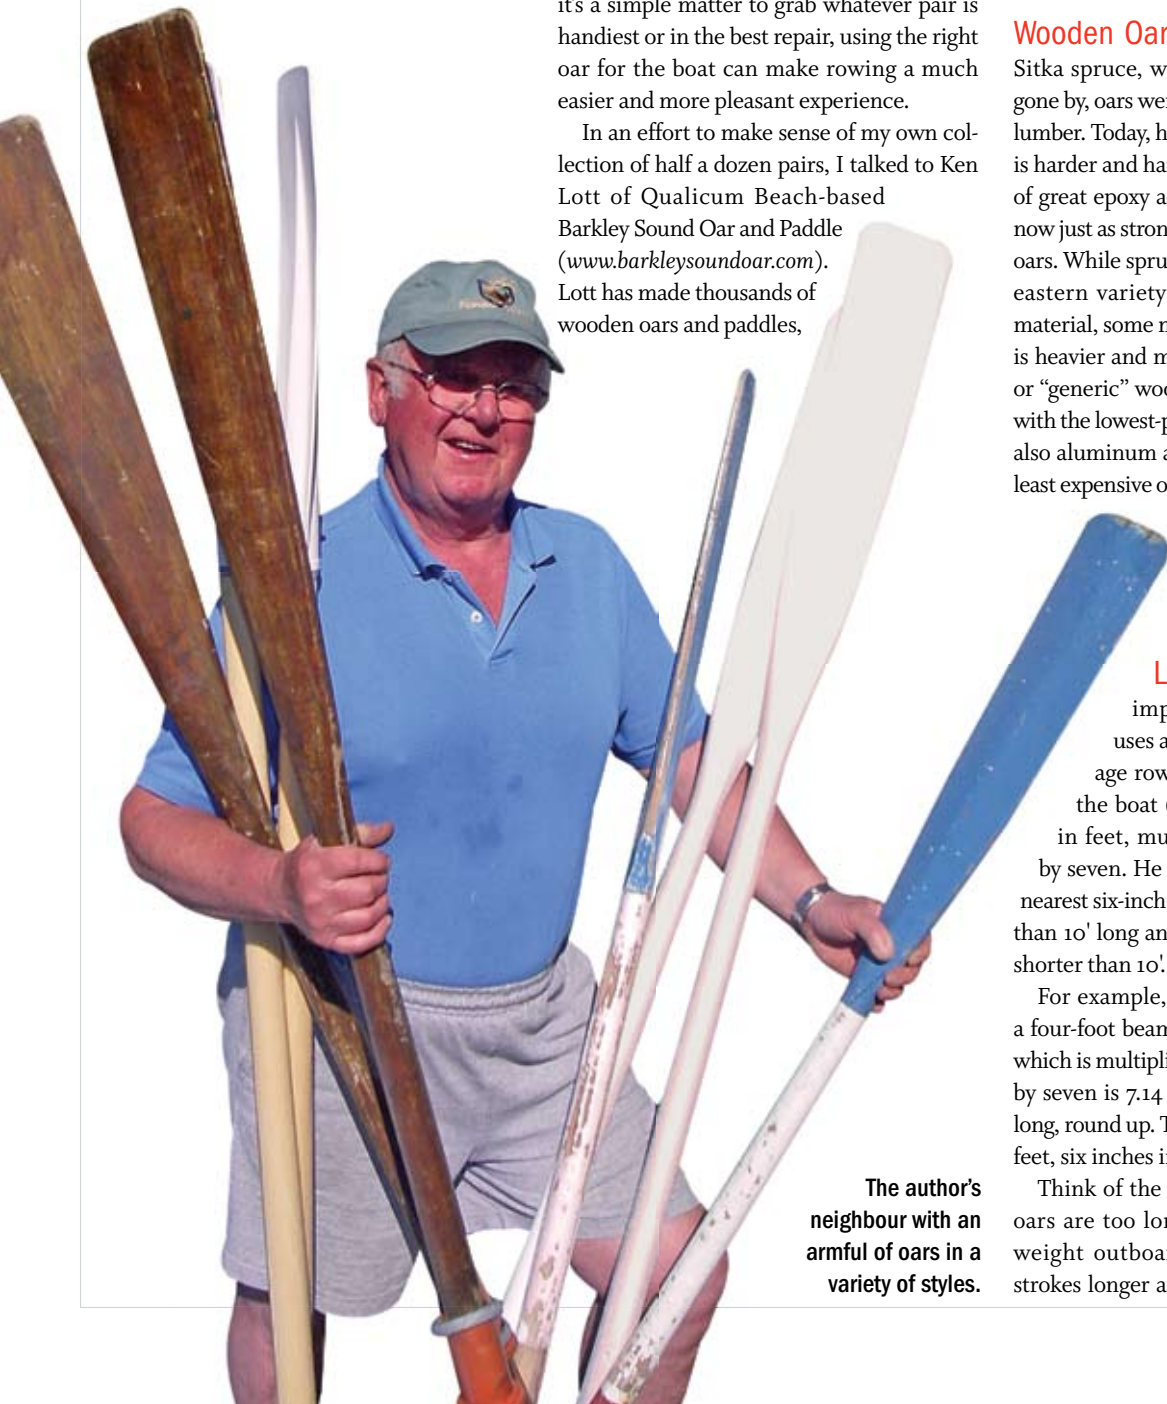 it's a simple matter to grab whatever pair is
handiest or in the best repair, using the right
oar for the boat can make rowing a much
easier and more pleasant experience.
In an effort to make sense of my own col-
lection of half a dozen pairs, I talked to Ken
Lott of Qualicum Beach-based
Barkley Sound Oar and Paddle
(www.barkleysoundoar.com).
Lott has made thousands of
wooden oars and paddles,
The author's
neighbour with an
armful of oars in a
variety of styles.
Wooden Oar
Sitka spruce, w
gone by, oars wer
lumber. Today, h
is harder and ha
of great epoxy a
now just as stron
oars. While spru
eastern variety
material, some m
is heavier and m
or “generic” woo
with the lowest-p
also aluminum a
least expensive o
L
imp
uses a
age row
the boat (
in feet, mu
by seven. He
nearest six-inch
than 10' long an
shorter than 10'.
For example,
a four-foot beam
which is multipli
by seven is 7.14
long, round up. T
feet, six inches i
Think of the
oars are too lon
weight outboar
strokes longer a